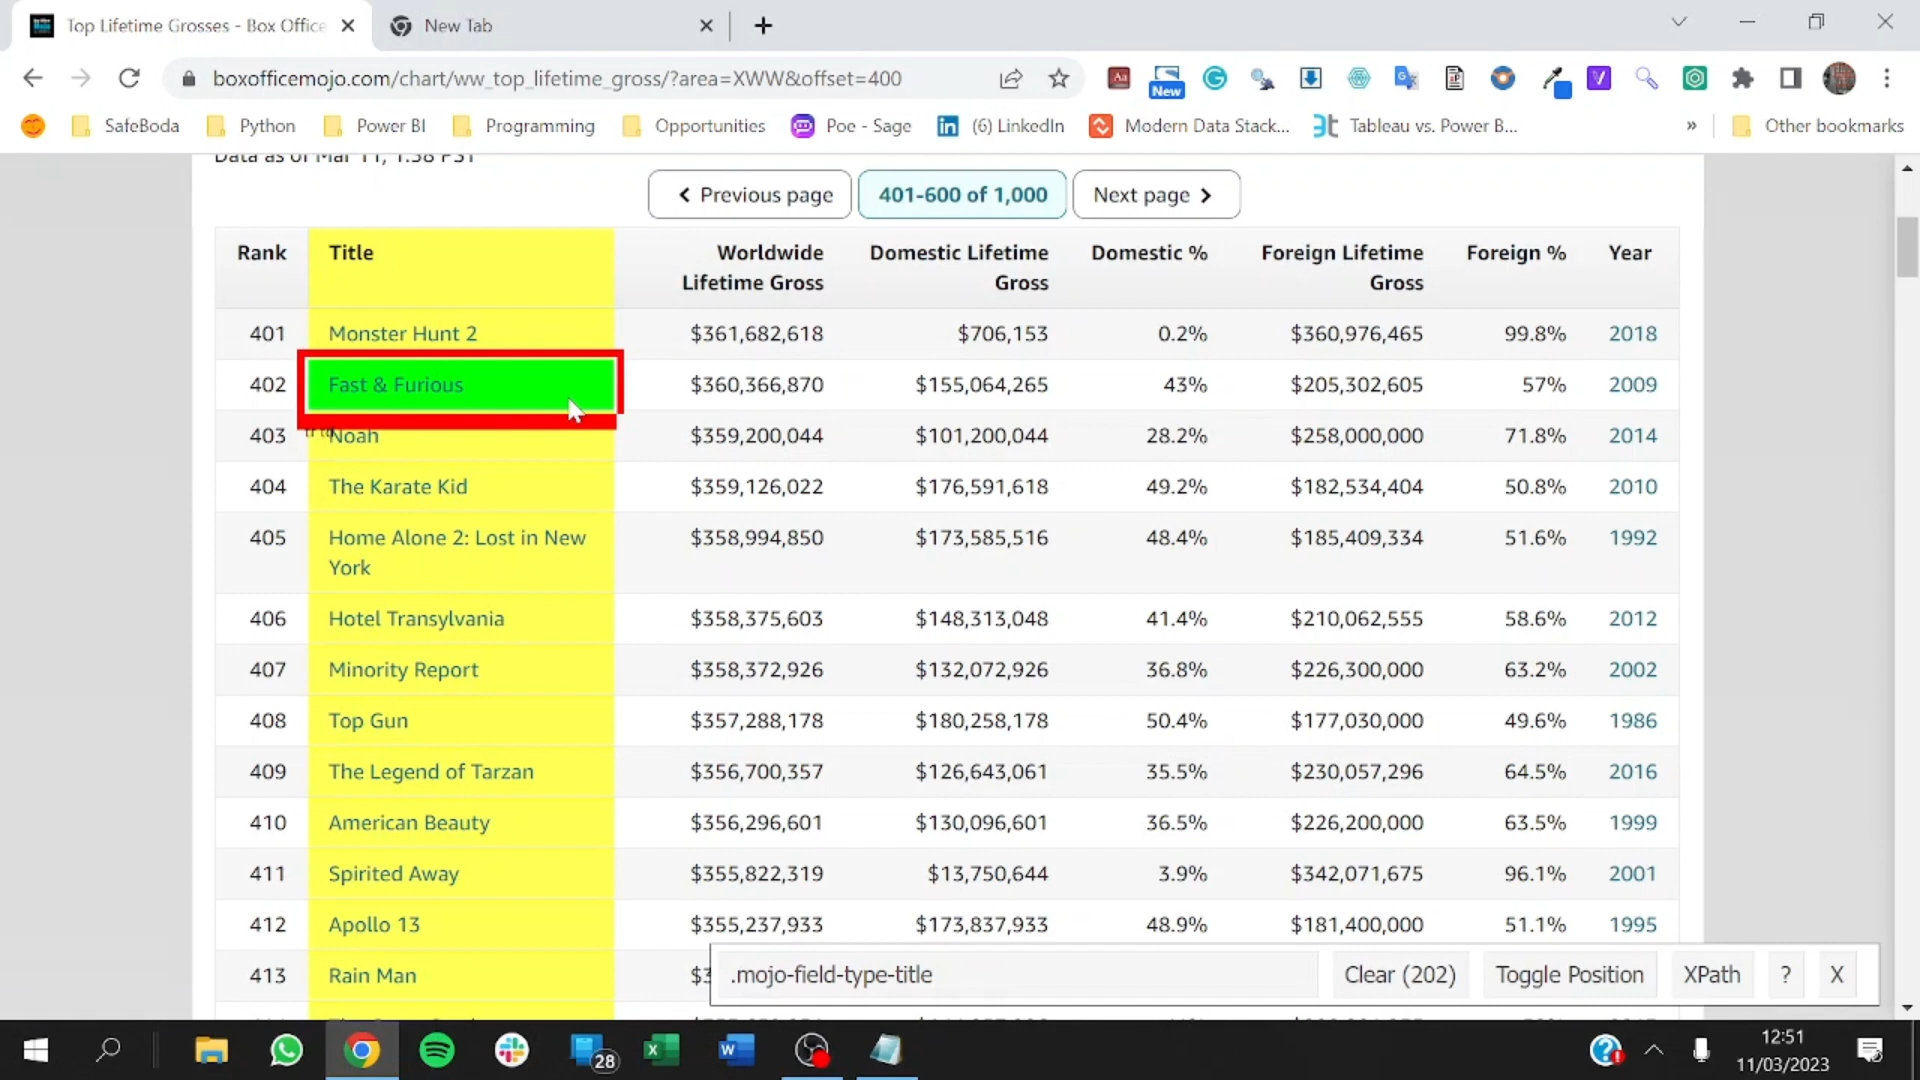 Top Lifetime Grosses - Box Office
New Tab
boxofficemojo.com/chart/ww_top_lifetime_gross/?area=XWW&offset=400
New
SafeBoda
Python
Power BI
Programming
Opportunities
Poe - Sage
(6) LinkedIn
Modern Data Stack...
Tableau vs. Power B...
»
Other bookmarks
Data as of Mar 11, 1:38 PST
Previous page 401-600 of 1,000 Next page
Rank Title Worldwide Lifetime Gross Domestic Lifetime Gross Domestic % Foreign Lifetime Gross Foreign % Year
401 Monster Hunt 2 $361,682,618 $706,153 0.2% $360,976,465 99.8% 2018
402 Fast & Furious $360,366,870 $155,064,265 43% $205,302,605 57% 2009
tr td
403 Noah $359,200,044 $101,200,044 28.2% $258,000,000 71.8% 2014
404 The Karate Kid $359,126,022 $176,591,618 49.2% $182,534,404 50.8% 2010
405 Home Alone 2: Lost in New York $358,994,850 $173,585,516 48.4% $185,409,334 51.6% 1992
406 Hotel Transylvania $358,375,603 $148,313,048 41.4% $210,062,555 58.6% 2012
407 Minority Report $358,372,926 $132,072,926 36.8% $226,300,000 63.2% 2002
408 Top Gun $357,288,178 $180,258,178 50.4% $177,030,000 49.6% 1986
409 The Legend of Tarzan $356,700,357 $126,643,061 35.5% $230,057,296 64.5% 2016
410 American Beauty $356,296,601 $130,096,601 36.5% $226,200,000 63.5% 1999
411 Spirited Away $355,822,319 $13,750,644 3.9% $342,071,675 96.1% 2001
412 Apollo 13 $355,237,933 $173,837,933 48.9% $181,400,000 51.1% 1995
413 Rain Man $3
.mojo-field-type-title Clear (202) Toggle Position XPath ? X
28
12:51
11/03/2023